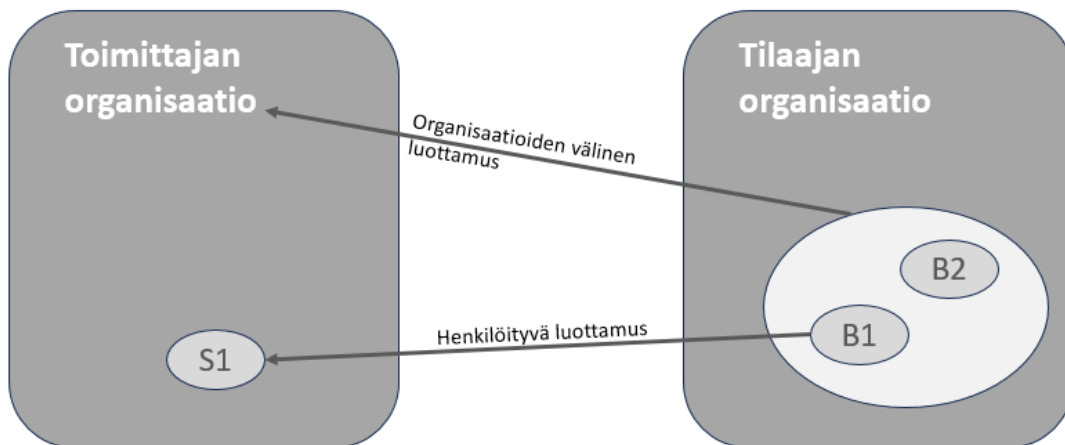 Toimittajan
organisaatio
Tilaajan
organisaatio
Organisaatioiden välinen
luottamus
B2
Henkilöityvä luottamus
B1
S1